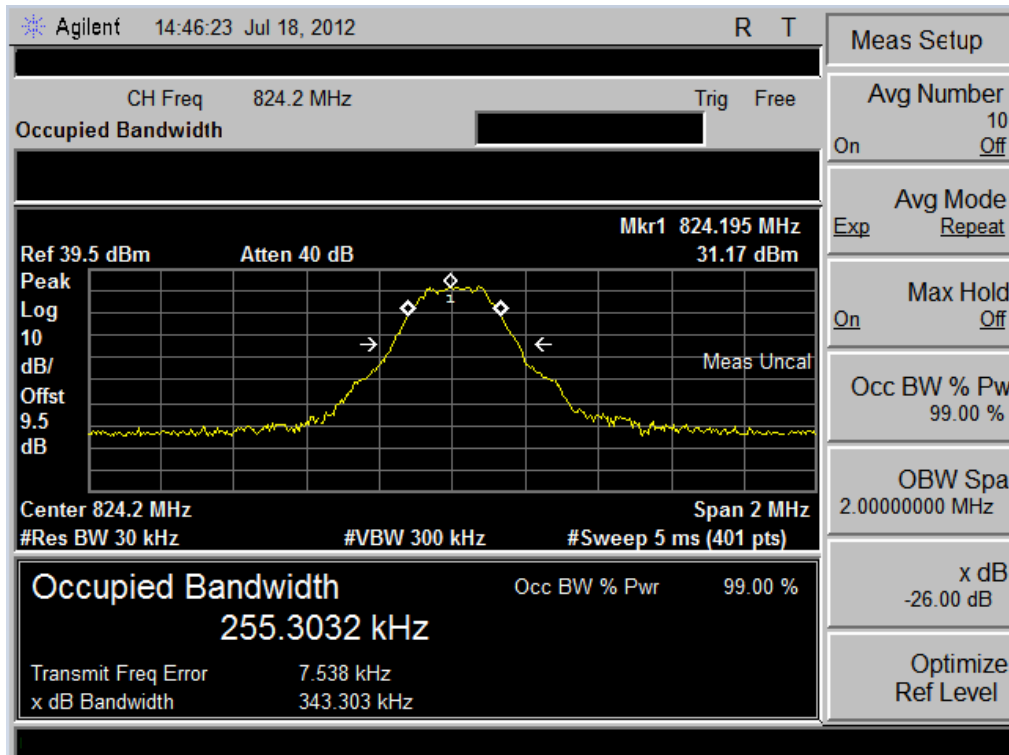 Agilent 14:46:23 Jul 18, 2012 R T
CH Freq 824.2 MHz Trig Free
Occupied Bandwidth
Mkr1 824.195 MHz
Ref 39.5 dBm Atten 40 dB 31.17 dBm
Peak
Log
10
dB/
Offst
9.5
dB
1
Meas Uncal
Center 824.2 MHz Span 2 MHz
#Res BW 30 kHz #VBW 300 kHz #Sweep 5 ms (401 pts)
Occupied Bandwidth Occ BW % Pwr 99.00 %
255.3032 kHz
Transmit Freq Error 7.538 kHz
x dB Bandwidth 343.303 kHz
Meas Setup
Avg Number
10
On Off
Avg Mode
Exp Repeat
Max Hold
On Off
Occ BW % Pw
99.00 %
OBW Spa
2.00000000 MHz
x dB
-26.00 dB
Optimize
Ref Level